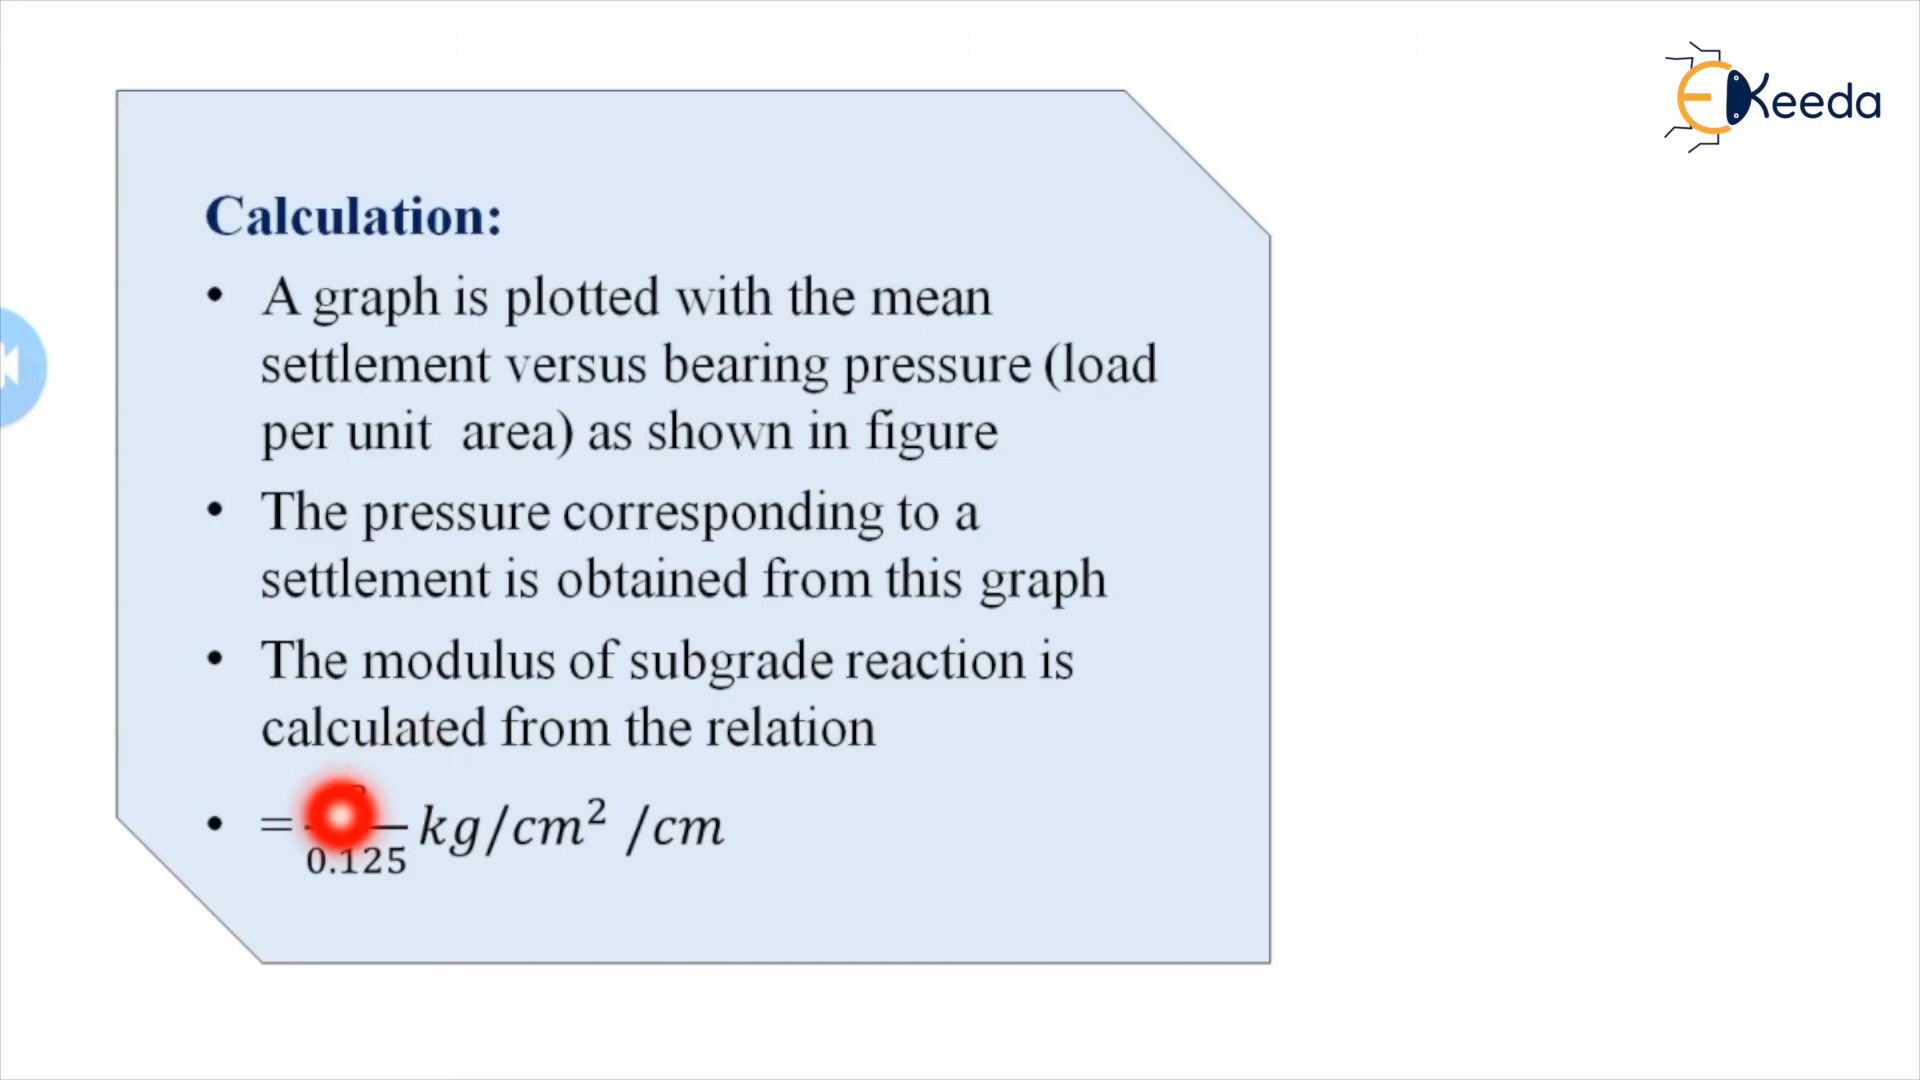 EKeeda
Calculation:
• A graph is plotted with the mean
settlement versus bearing pressure (load
per unit area) as shown in figure
• The pressure corresponding to a
settlement is obtained from this graph
• The modulus of subgrade reaction is
calculated from the relation
• = /0.125 kg/cm² /cm